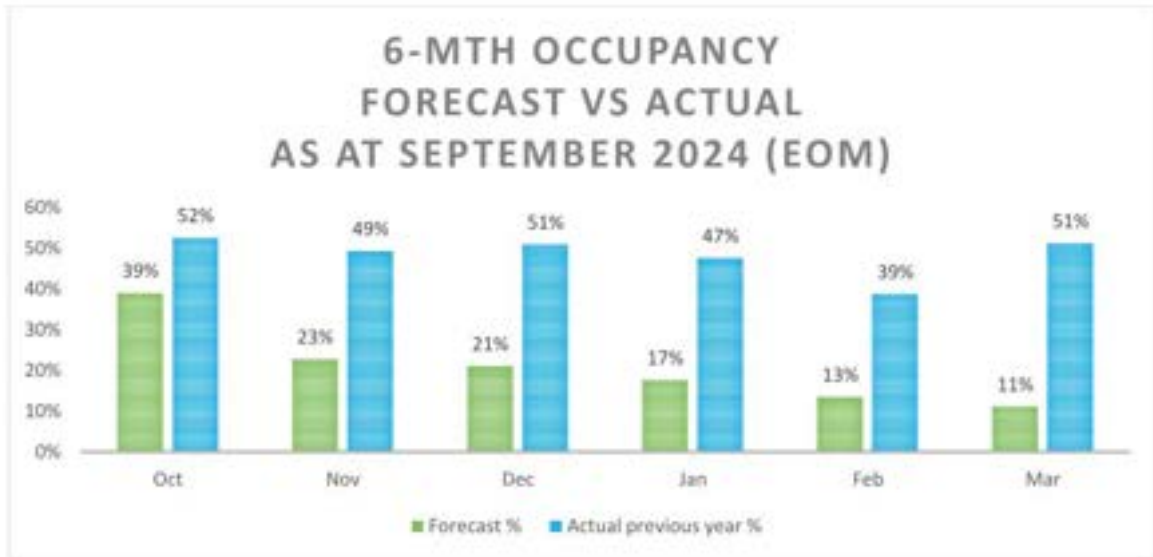 6-MTH OCCUPANCY
FORECAST VS ACTUAL
AS AT SEPTEMBER 2024 (EOM)
60%
50%
40%
30%
20%
10%
0%
39%
52%
23%
49%
21%
51%
17%
47%
13%
39%
11%
51%
Oct
Nov
Dec
Jan
Feb
Mar
Forecast %
Actual previous year %